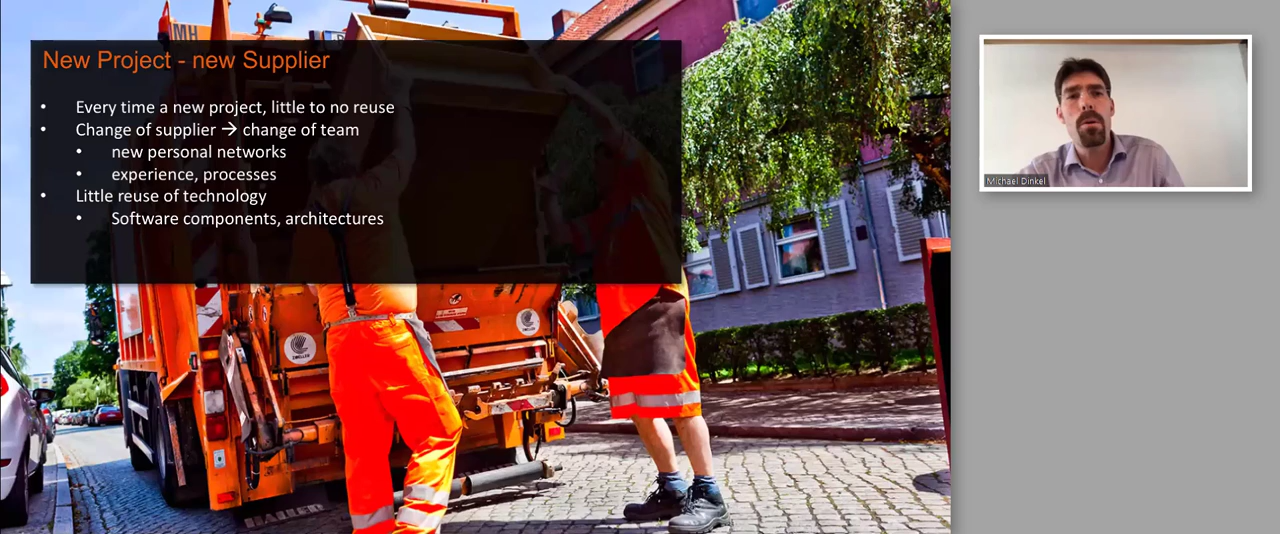 MH
New Project - new Supplier
• Every time a new project, little to no reuse
• Change of supplier → change of team
• new personal networks
• experience, processes
• Little reuse of technology
• Software components, architectures
Michael Dinkel